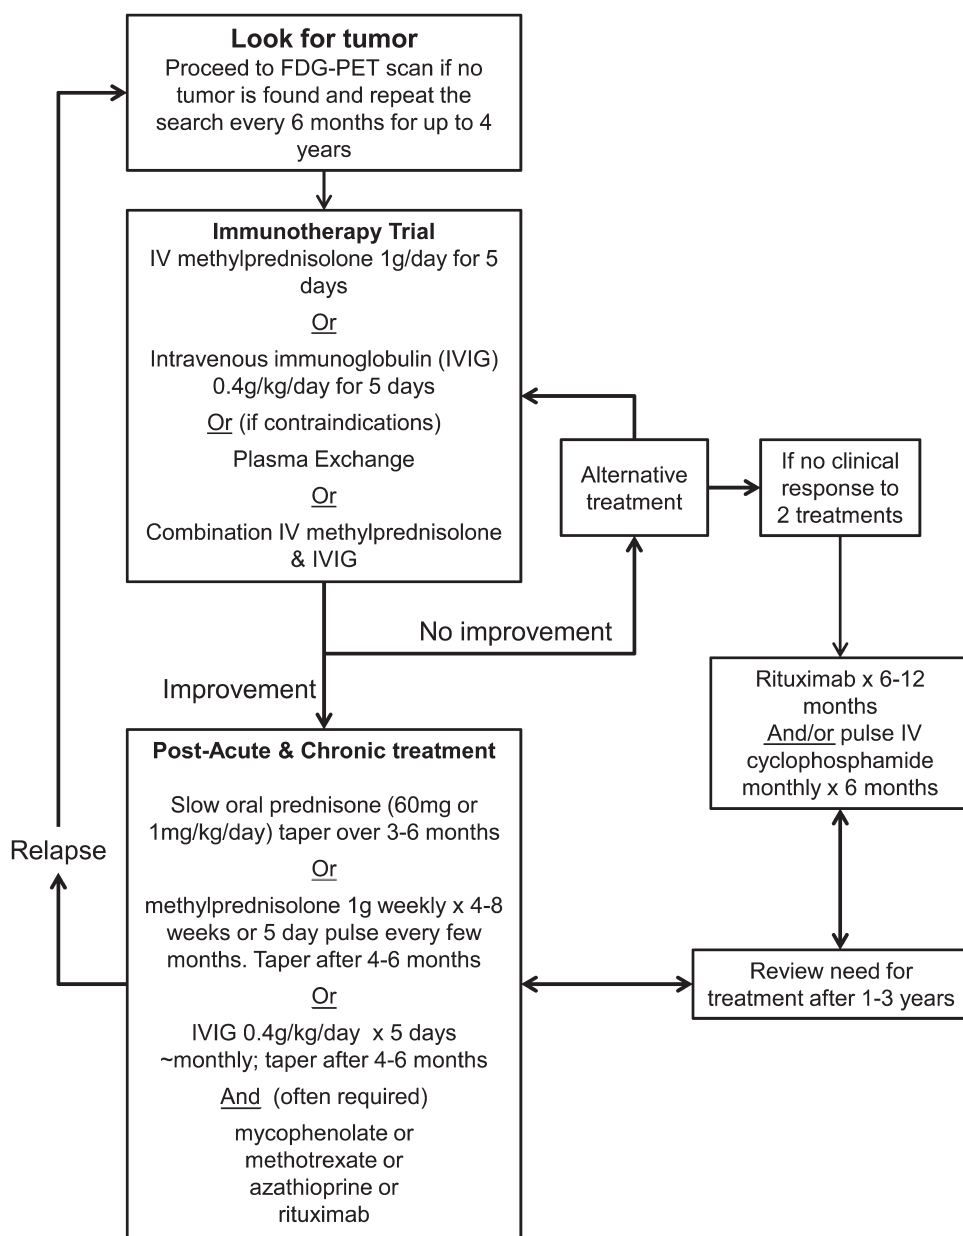 Look for tumor
Proceed to FDG-PET scan if no
tumor is found and repeat the
search every 6 months for up to 4
years
Immunotherapy Trial
IV methylprednisolone 1g/day for 5
days
Or
Intravenous immunoglobulin (IVIG)
0.4g/kg/day for 5 days
Or (if contraindications)
Plasma Exchange
Or
Combination IV methylprednisolone
& IVIG
Alternative
treatment
If no clinical
response to
2 treatments
No improvement
Improvement
Rituximab x 6-12
months
And/or pulse IV
cyclophosphamide
monthly x 6 months
Post-Acute & Chronic treatment
Slow oral prednisone (60mg or
1mg/kg/day) taper over 3-6 months
Or
methylprednisolone 1g weekly x 4-8
weeks or 5 day pulse every few
months. Taper after 4-6 months
Or
IVIG 0.4g/kg/day x 5 days
~monthly; taper after 4-6 months
And (often required)
mycophenolate or
methotrexate or
azathioprine or
rituximab
Relapse
Review need for
treatment after 1-3 years